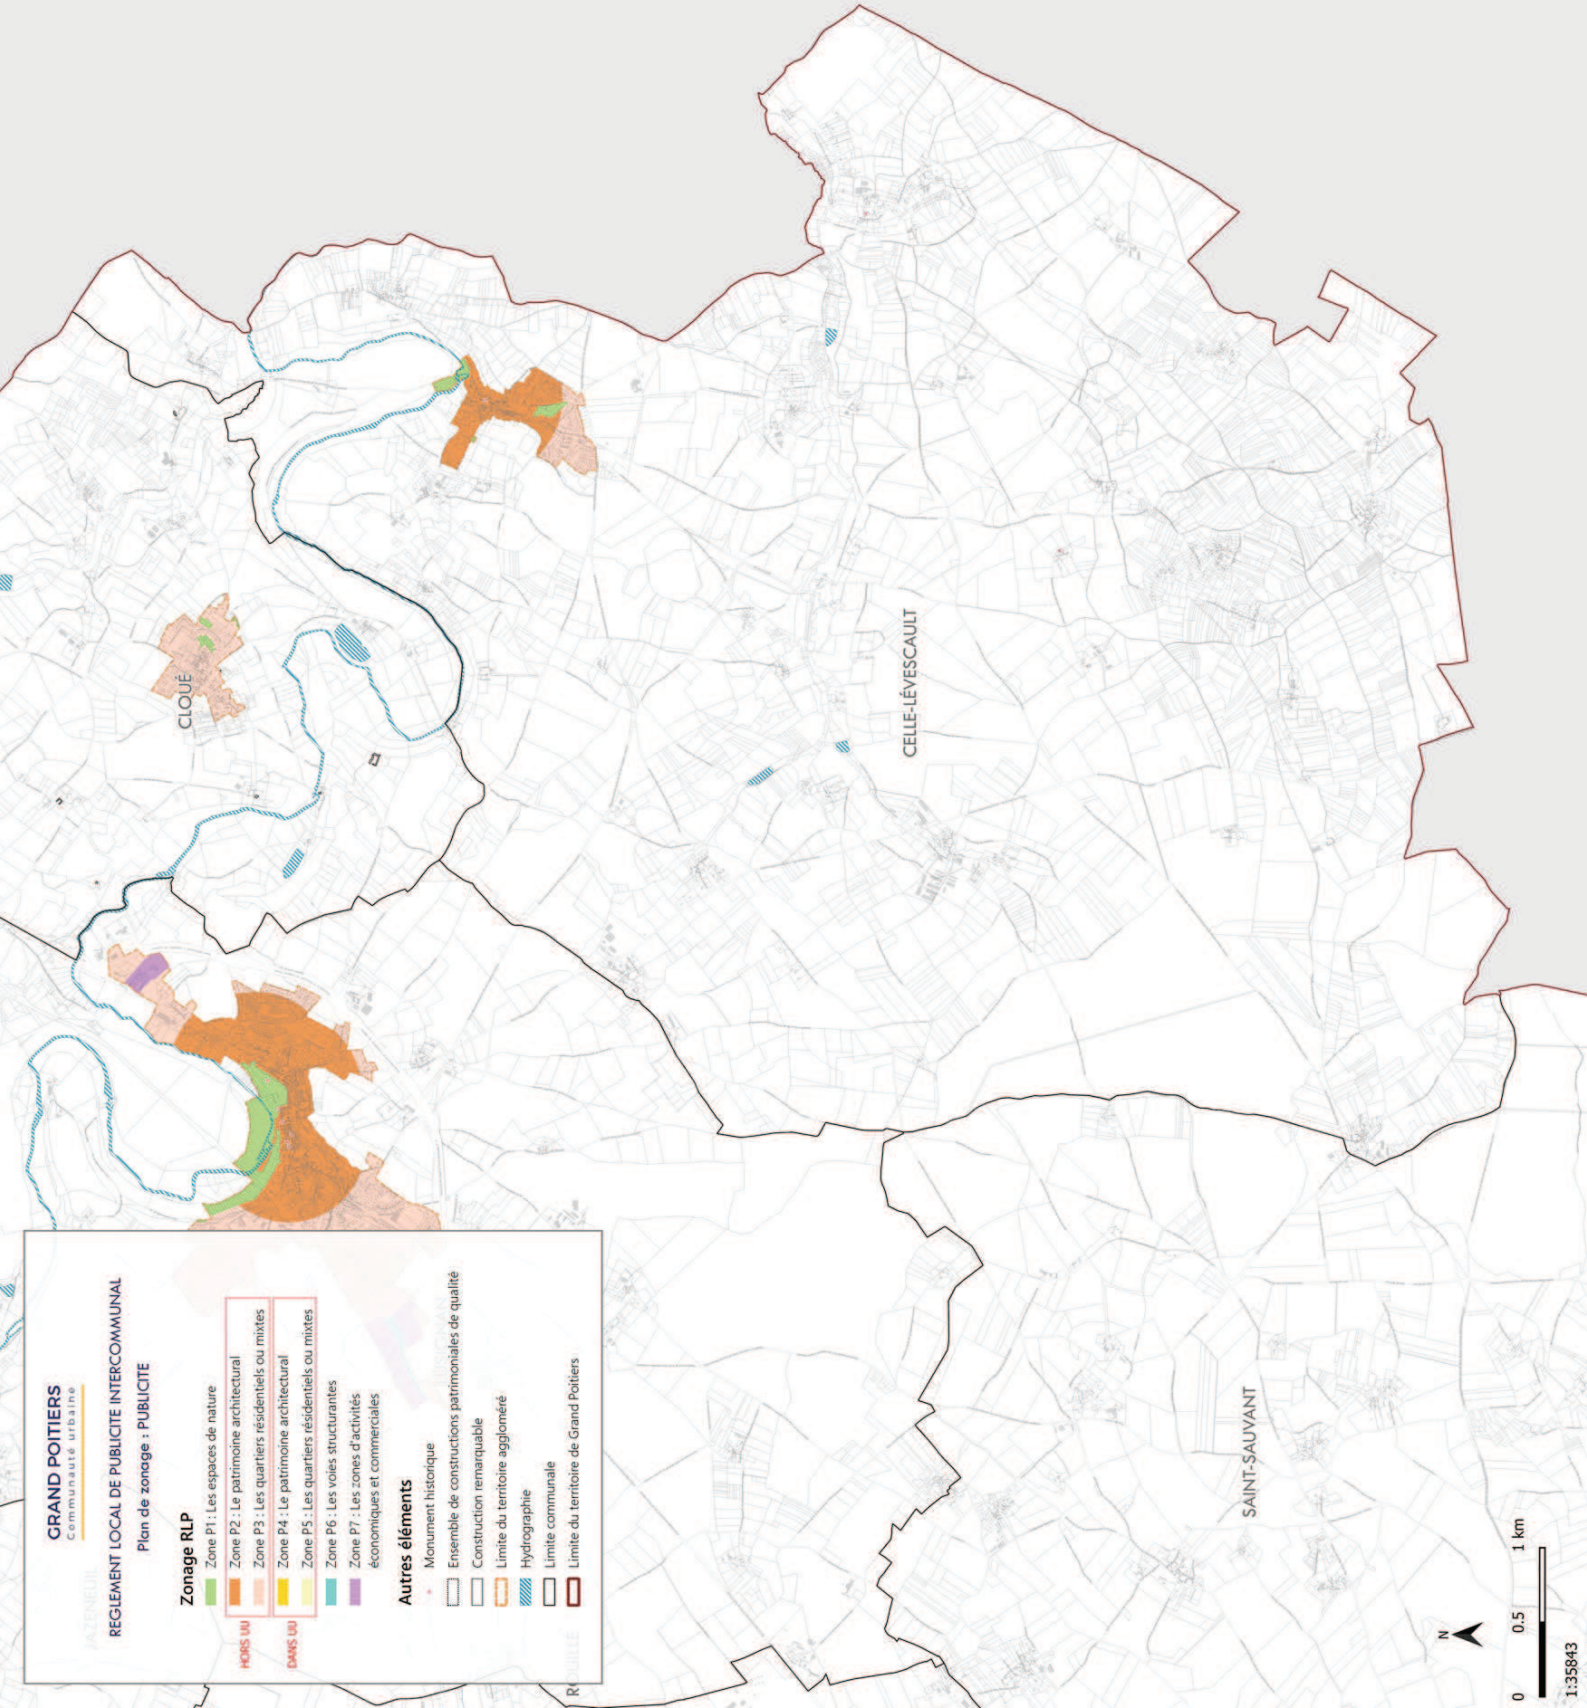 GRAND POITIERS
Communauté urbaine
MAZEUIL
REGLEMENT LOCAL DE PUBLICITE INTERCOMMUNAL
Plan de zonage : PUBLICITE
Zonage RLP
Zone P1 : Les espaces de nature
HORS UU
Zone P2 : Le patrimoine architectural
Zone P3 : Les quartiers résidentiels ou mixtes
DANS UU
Zone P4 : Le patrimoine architectural
Zone P5 : Les quartiers résidentiels ou mixtes
Zone P6 : Les voies structurantes
Zone P7 : Les zones d'activités
économiques et commerciales
Autres éléments
Monument historique
Ensemble de constructions patrimoniales de qualité
Construction remarquable
Limite du territoire aggloméré
Hydrographie
Limite communale
Limite du territoire de Grand Poitiers
ROUILLÉ
CLOUÉ
CELLE-LÉVESCAULT
SAINT-SAUVANT
N
0 0.5 1 km
1:35843